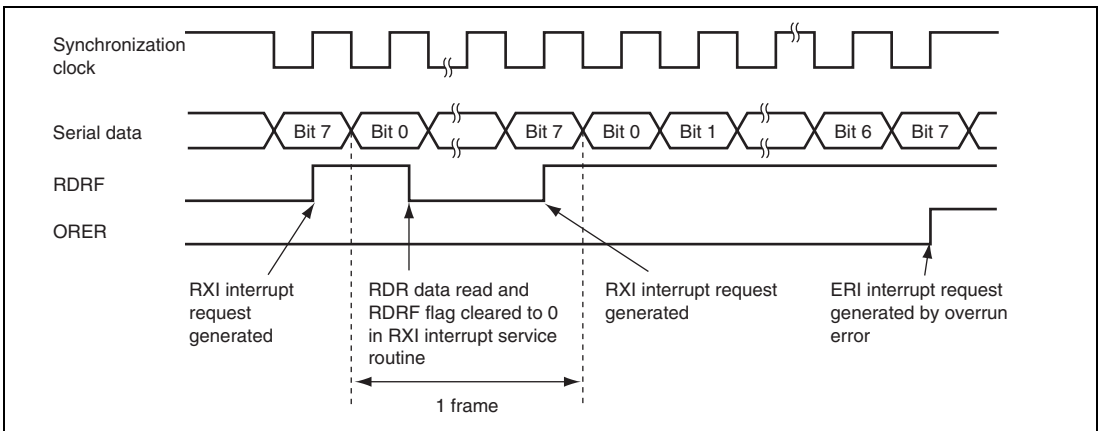 Synchronization
clock
Serial data
Bit 7
Bit 0
Bit 7
Bit 0
Bit 1
Bit 6
Bit 7
RDRF
ORER
RXI interrupt
request
generated
RDR data read and
RDRF flag cleared to 0
in RXI interrupt service
routine
RXI interrupt request
generated
ERI interrupt request
generated by overrun
error
1 frame